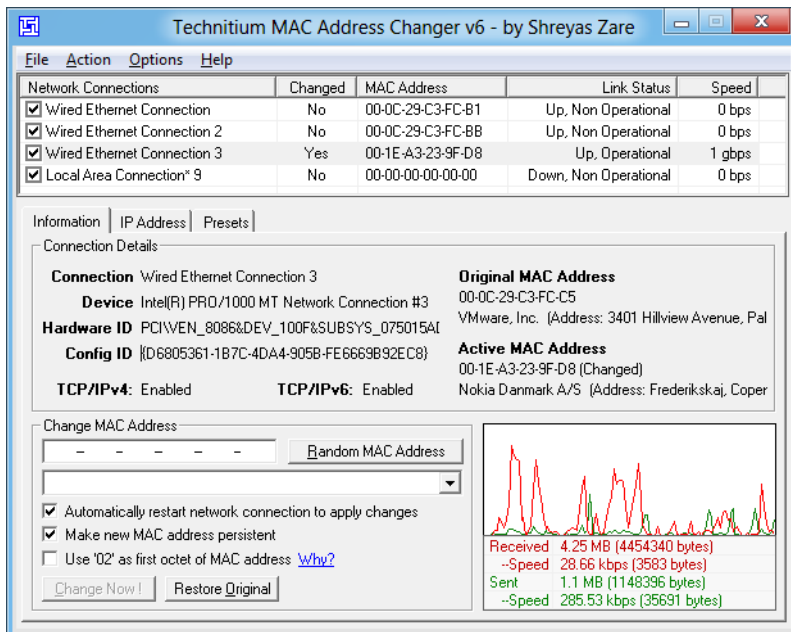 Technitium MAC Address Changer v6 - by Shreyas Zare
File Action Options Help
Network Connections Changed MAC Address Link Status Speed
Wired Ethernet Connection No 00-0C-29-C3-FC-B1 Up, Non Operational 0 bps
Wired Ethernet Connection 2 No 00-0C-29-C3-FC-BB Up, Non Operational 0 bps
Wired Ethernet Connection 3 Yes 00-1E-A3-23-9F-D8 Up, Operational 1 gbps
Local Area Connection* 9 No 00-00-00-00-00-00 Down, Non Operational 0 bps
Information IP Address Presets
Connection Details
Connection Wired Ethernet Connection 3
Device Intel(R) PRO/1000 MT Network Connection #3
Hardware ID PCI\VEN_8086&DEV_100F&SUBSYS_075015AD
Config ID {D6805361-1B7C-4DA4-905B-FE6669B92EC8}
TCP/IPv4: Enabled TCP/IPv6: Enabled
Original MAC Address
00-0C-29-C3-FC-C5
VMware, Inc. (Address: 3401 Hillview Avenue, Pal
Active MAC Address
00-1E-A3-23-9F-D8 (Changed)
Nokia Danmark A/S (Address: Frederikskaj, Coper
Change MAC Address
- - - - - Random MAC Address
Automatically restart network connection to apply changes
Make new MAC address persistent
Use '02' as first octet of MAC address Why?
Change Now ! Restore Original
Received 4.25 MB (4454340 bytes)
--Speed 28.66 kbps (3583 bytes)
Sent 1.1 MB (1148396 bytes)
--Speed 285.53 kbps (35691 bytes)